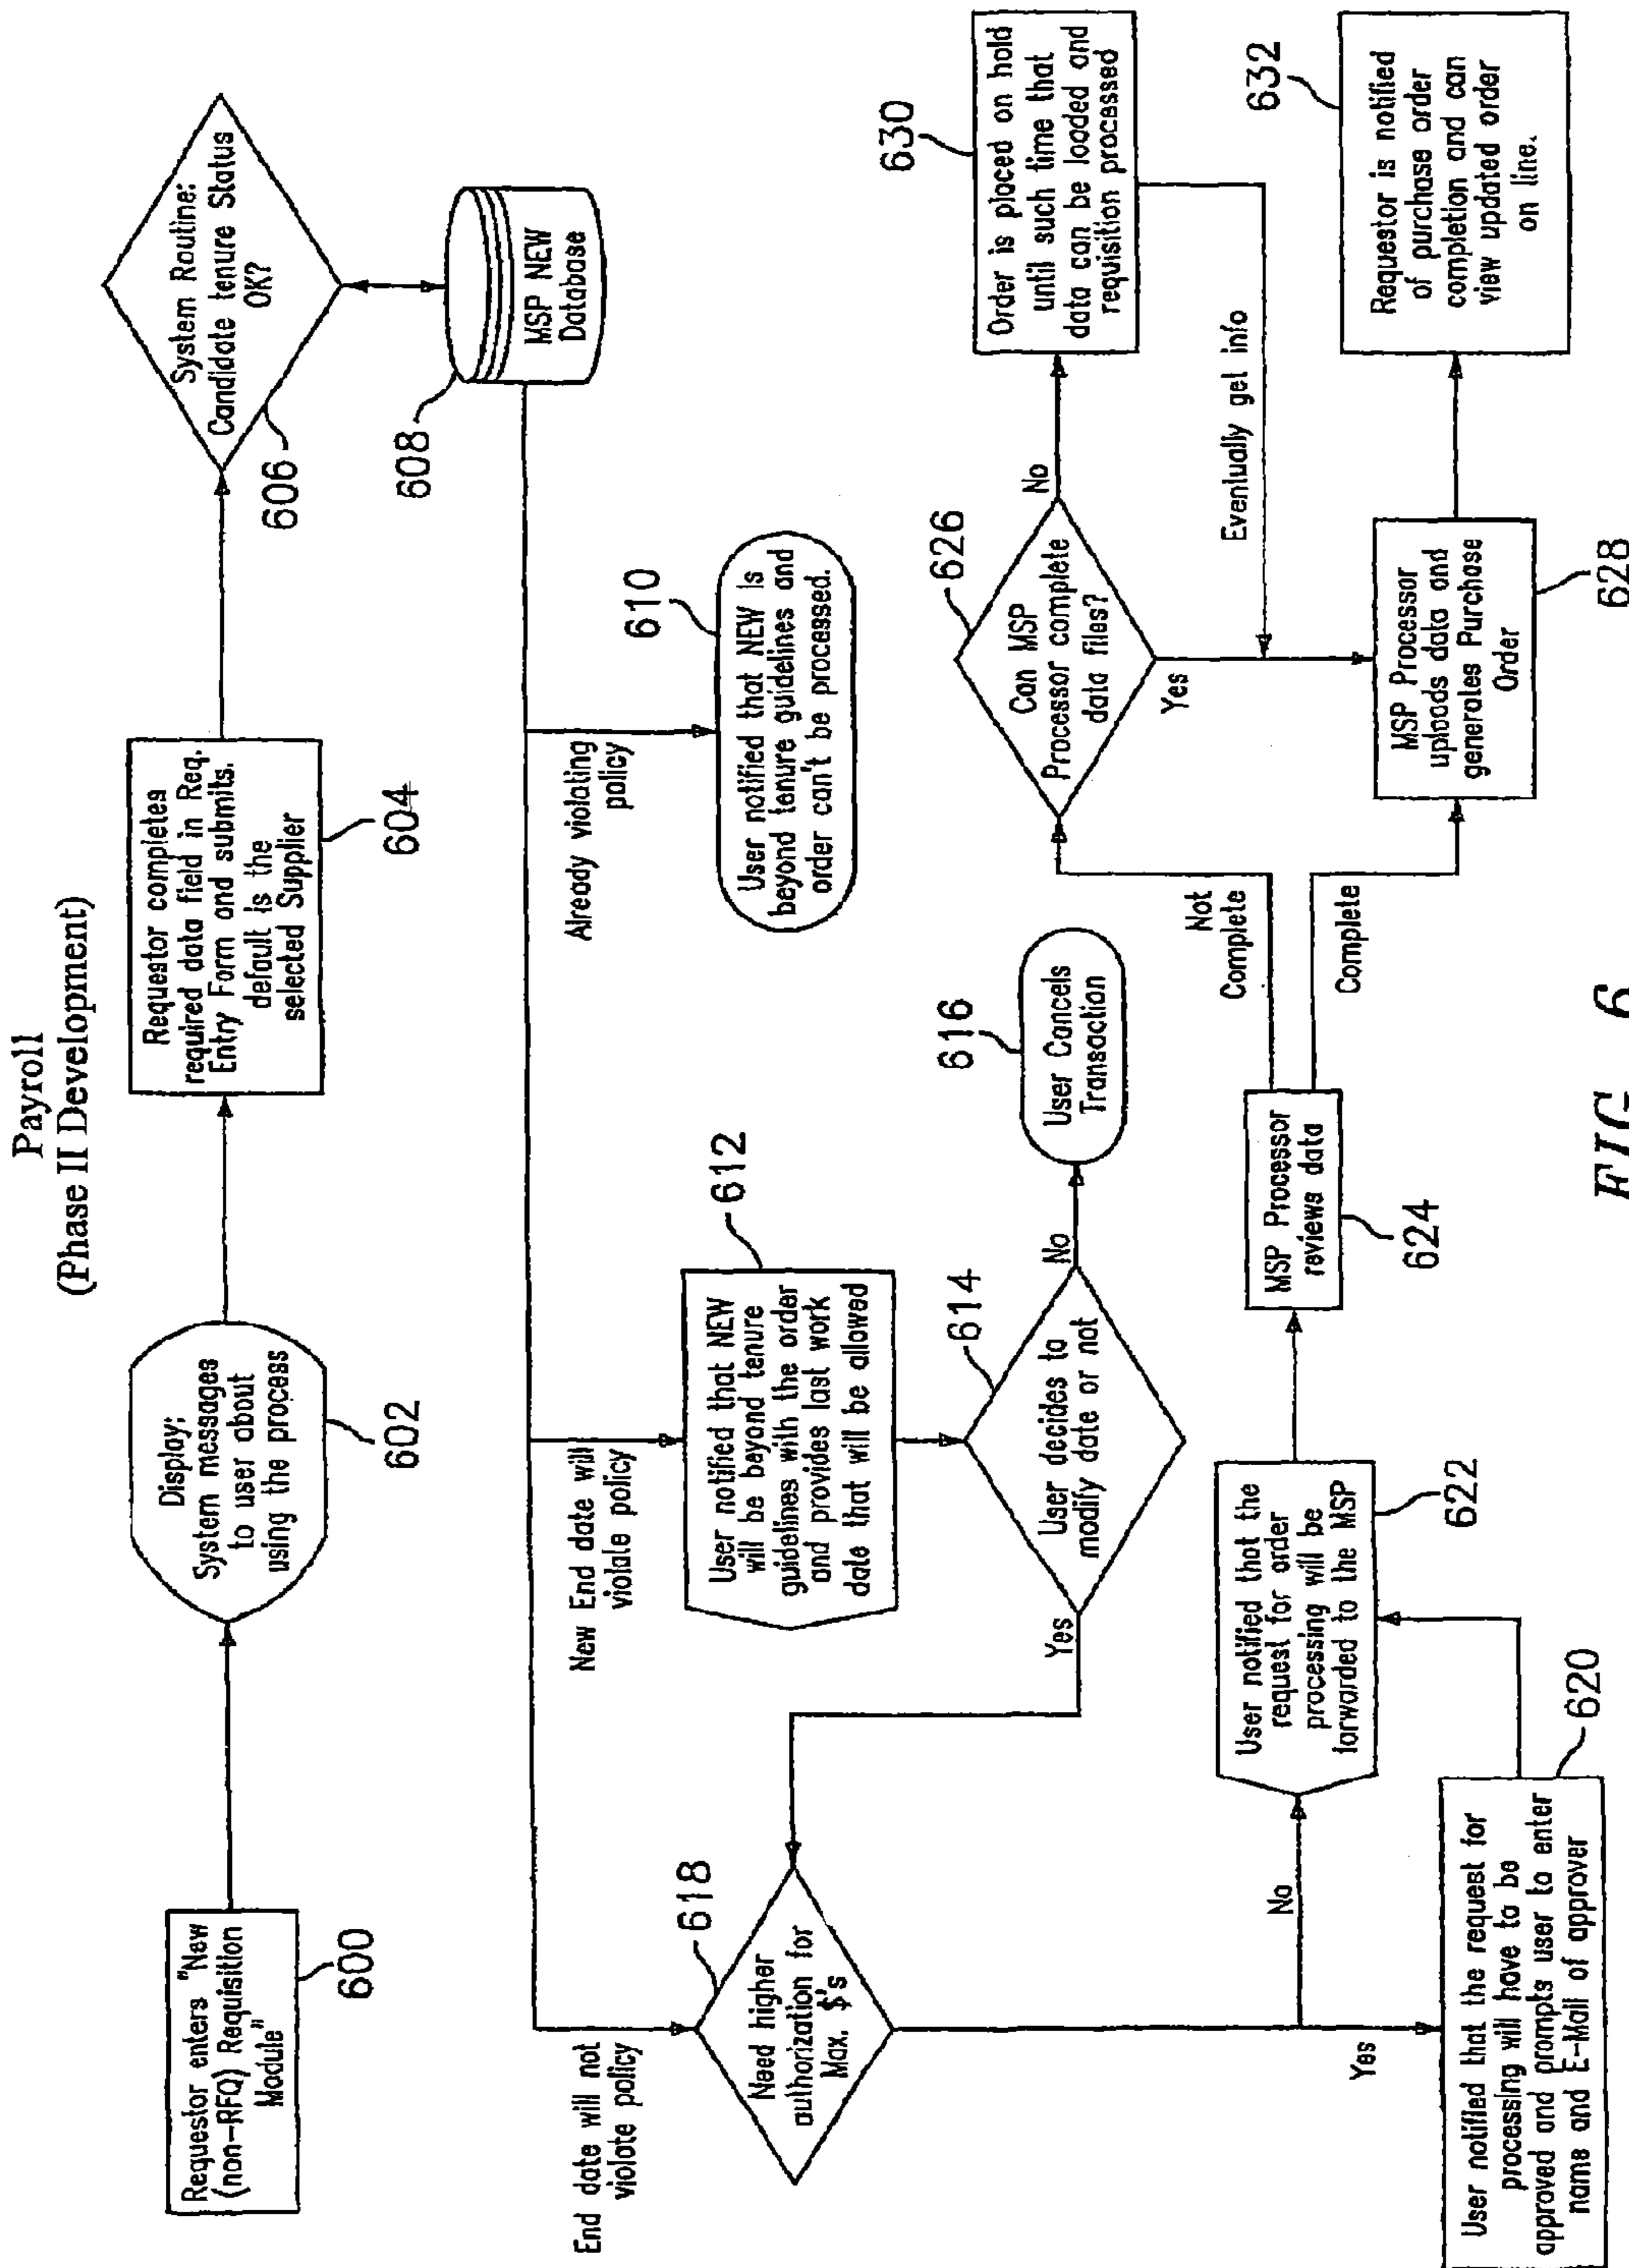 Payroll
(Phase II Development)
Requestor enters "New
(non-RFQ) Requisition
Module"
600
Display;
System messages
to user about
using the process
602
Requestor completes
required data field in Req.
Entry Form and submits.
default is the
selected Supplier
604
System Routine:
Candidate tenure Status
OK?
606
MSP NEW
Database
608
Already violating
policy
User notified that NEW is
beyond tenure guidelines and
order can't be processed.
610
New End date will
violate policy
User notified that NEW
will be beyond tenure
guidelines with the order
and provides last work
date that will be allowed
612
User decides to
modify date or not
614
No
Yes
User Cancels
Transaction
616
End date will not
violate policy
Need higher
authorization for
Max. $'s
618
No
Yes
User notified that the request for
processing will have to be
approved and prompts user to enter
name and E-Mail of approver
620
User notified that the
request for order
processing will be
forwarded to the MSP
622
MSP Processor
reviews data
624
Not
Complete
Complete
Can MSP
Processor complete
data files?
626
No
Yes
Order is placed on hold
until such time that
data can be loaded and
requisition processed
630
Eventually get info
MSP Processor
uploads data and
generates Purchase
Order
628
Requestor is notified
of purchase order
completion and can
view updated order
on line.
632
FIG. 6